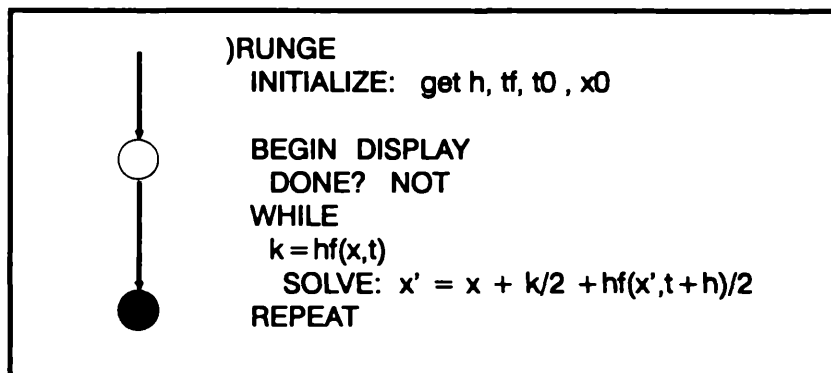 )RUNGE
INITIALIZE: get h, tf, t0 , x0
BEGIN DISPLAY
DONE? NOT
WHILE
k = hf(x,t)
SOLVE: x' = x + k/2 + hf(x',t + h)/2
REPEAT